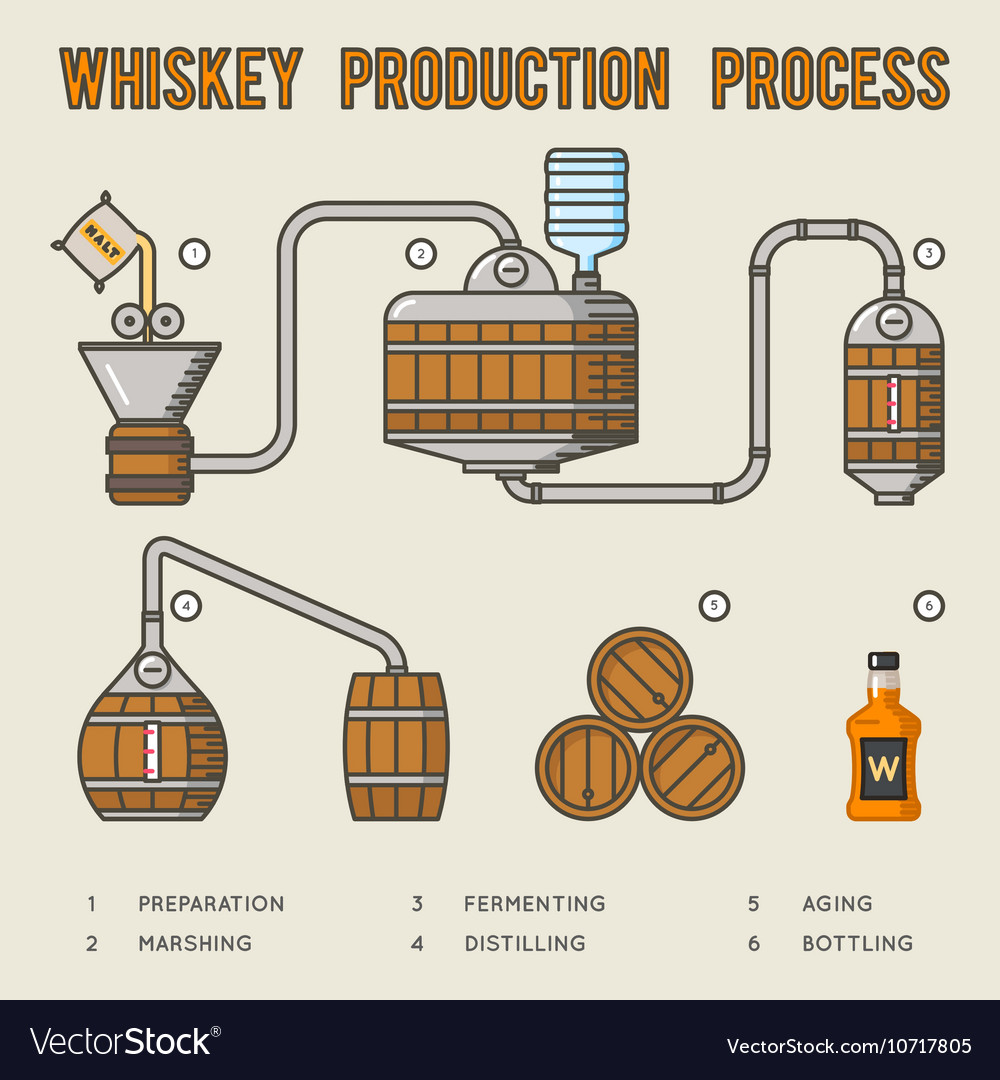 WHISKEY PRODUCTION PROCESS
MALT
1
2
3
4
5
6
W
1 PREPARATION
2 MARSHING
3 FERMENTING
4 DISTILLING
5 AGING
6 BOTTLING
VectorStock®
VectorStock.com/10717805